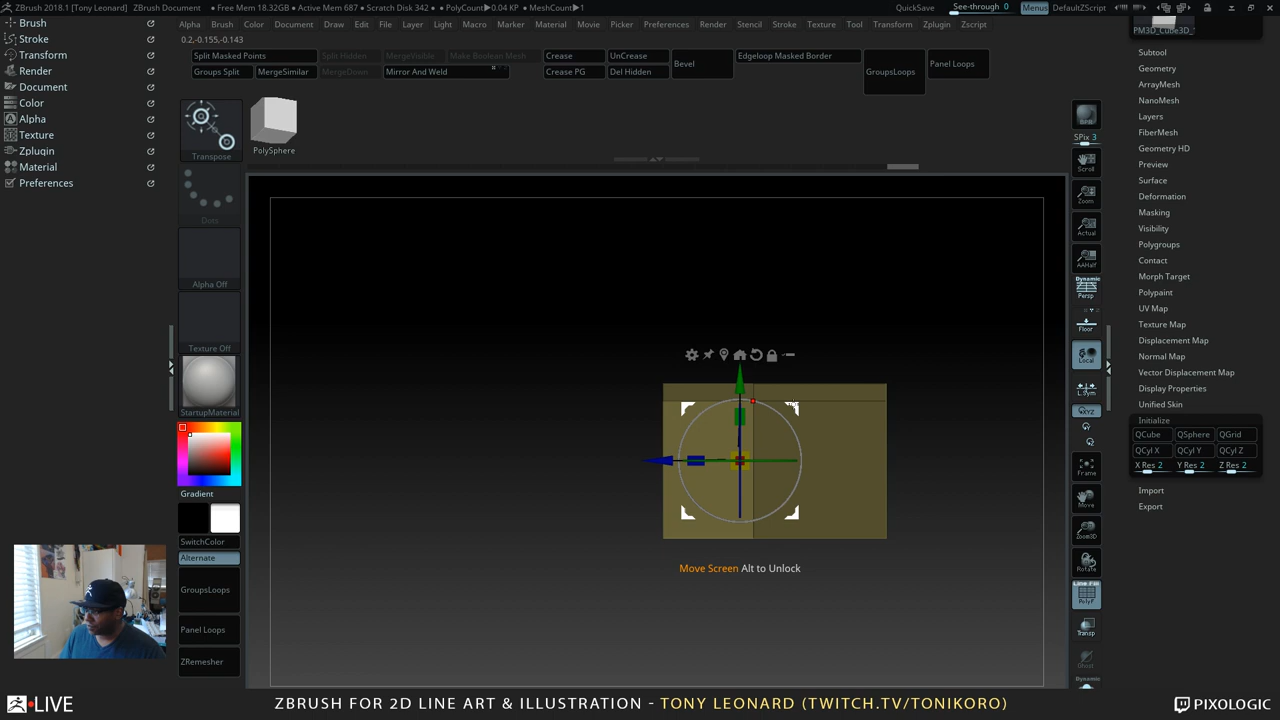 ZBrush 2018.1 [Tony Leonard] ZBrush Document • Free Mem 18.32GB • Active Mem 687 • Scratch Disk 342 • PolyCount▶0.04 KP • MeshCount▶1
QuickSave See-through 0 Menus DefaultZScript
Alpha Brush Color Document Draw Edit File Layer Light Macro Marker Material Movie Picker Preferences Render Stencil Stroke Texture Tool Transform Zplugin Zscript
0.2,-0.155,-0.143
Split Masked Points Split Hidden MergeVisible Make Boolean Mesh Crease UnCrease Bevel Edgeloop Masked Border GroupsLoops Panel Loops
Groups Split MergeSimilar MergeDown Mirror And Weld Crease PG Del Hidden
Brush
Stroke
Transform
Render
Document
Color
Alpha
Texture
Zplugin
Material
Preferences
Transpose
PolySphere
Dots
Alpha Off
Texture Off
StartupMaterial
Gradient
SwitchColor
Alternate
GroupsLoops
Panel Loops
ZRemesher
Move Screen Alt to Unlock
BPR
SPix 3
Scroll
Zoom
Actual
AAHalf
Dynamic
Persp
Floor
Local
L.Sym
XYZ
Frame
Move
Zoom3D
Rotate
Line Fill
PolyF
Transp
Ghost
Dynamic
PM3D_Cube3D_1
Subtool
Geometry
ArrayMesh
NanoMesh
Layers
FiberMesh
Geometry HD
Preview
Surface
Deformation
Masking
Visibility
Polygroups
Contact
Morph Target
Polypaint
UV Map
Texture Map
Displacement Map
Normal Map
Vector Displacement Map
Display Properties
Unified Skin
Initialize
QCube QSphere QGrid
QCyl X QCyl Y QCyl Z
X Res 2 Y Res 2 Z Res 2
Import
Export
LIVE
ZBRUSH FOR 2D LINE ART & ILLUSTRATION - TONY LEONARD (TWITCH.TV/TONIKORO)
PIXOLOGIC